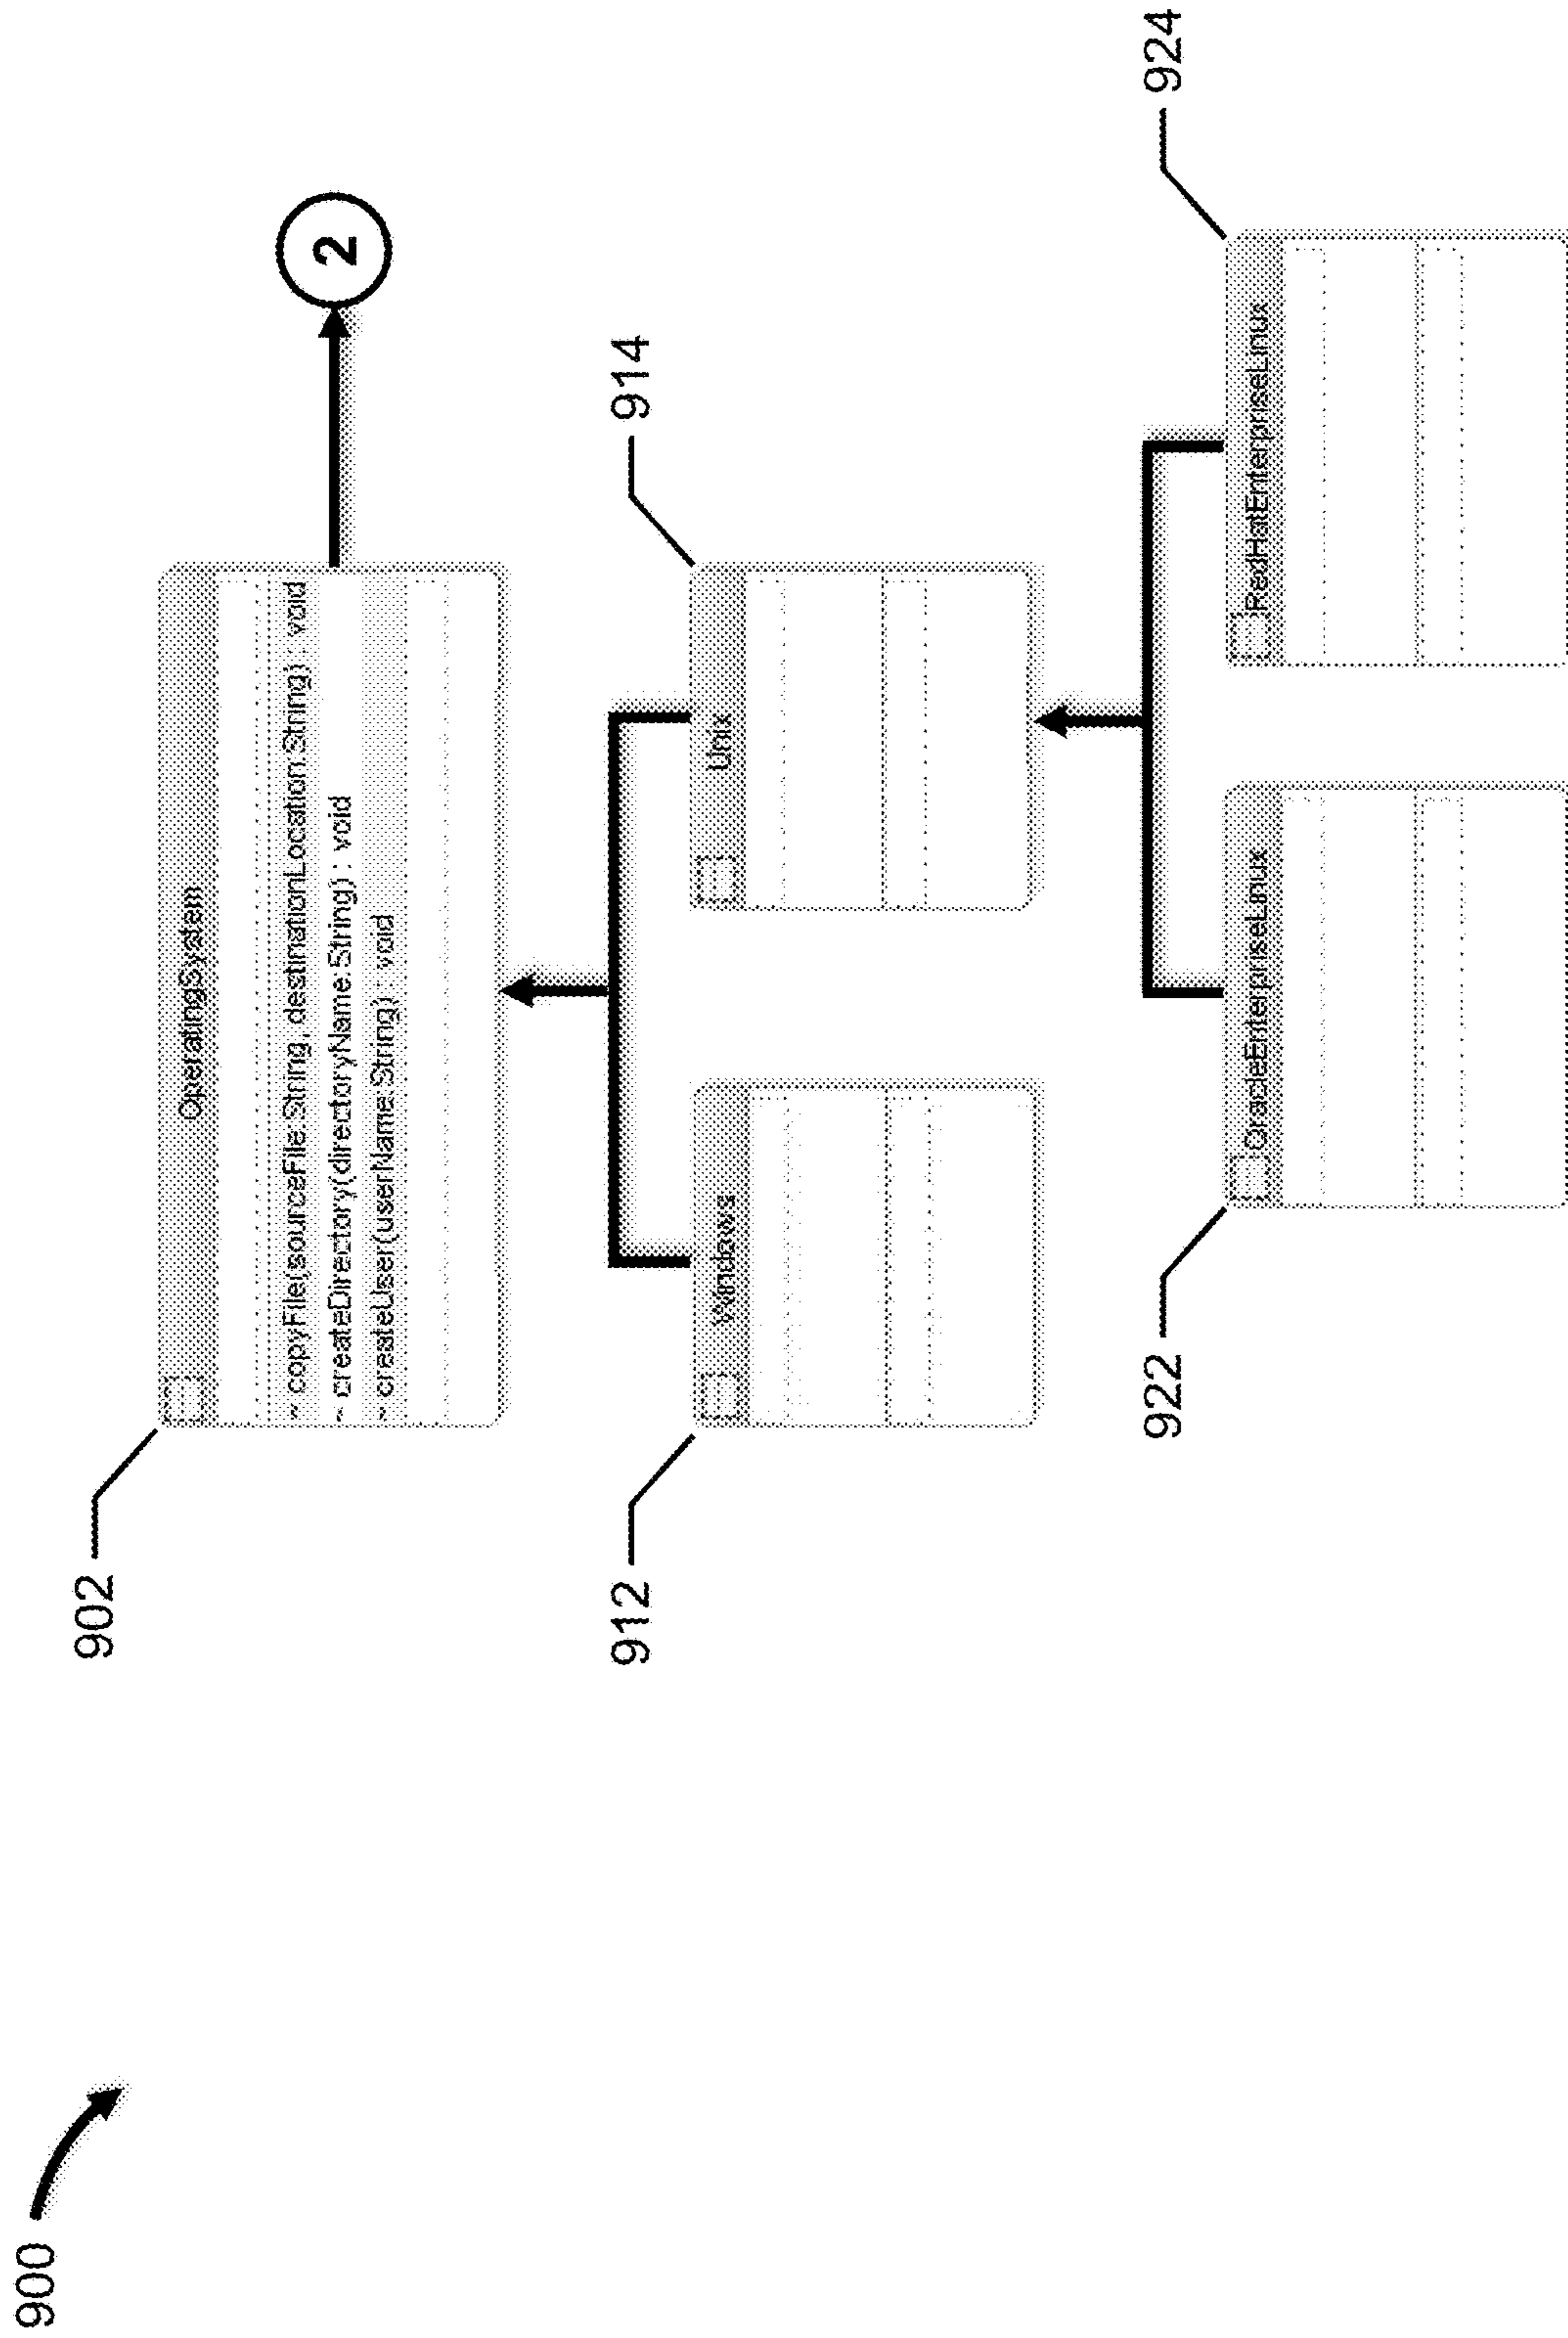 900
902
OperatingSystem
~ copyFile(sourceFile:String, destinationLocation:String) : void
~ createDirectory(directoryName:String) : void
~ createUser(userName:String) : void
2
912
Windows
914
Unix
922
OracleEnterpriseLinux
924
RedHatEnterpriseLinux